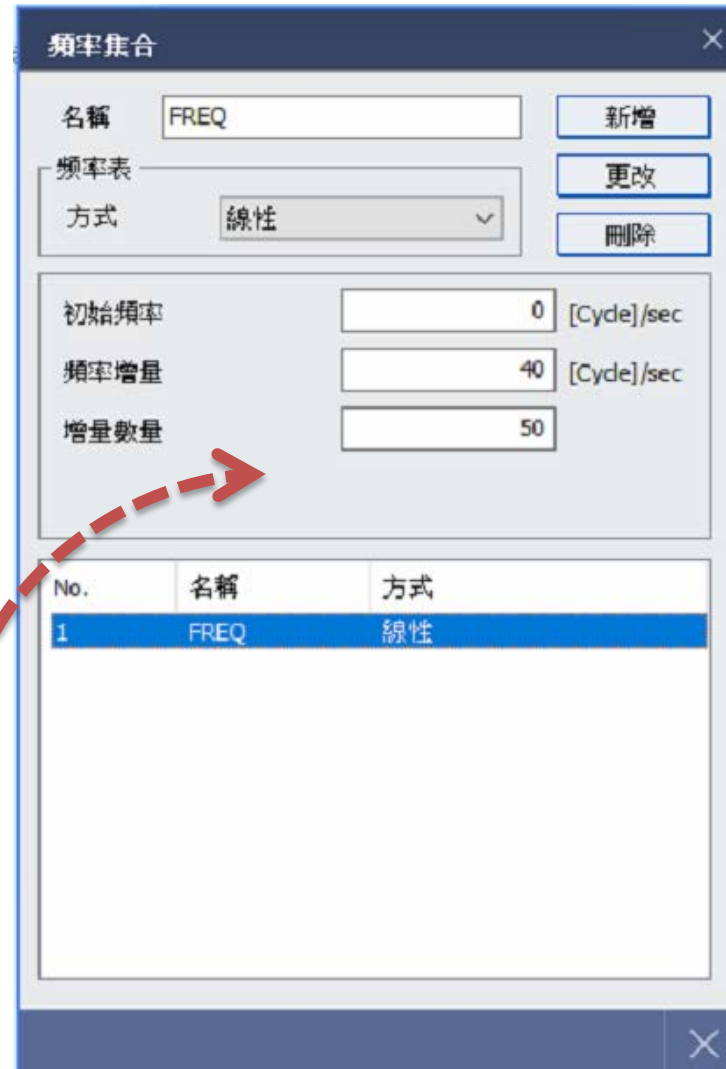 頻率集合
名稱 FREQ 新增
频率表 更改
方式 線性 刪除
初始頻率 0 [Cycle]/sec
頻率增量 40 [Cycle]/sec
增量數量 50
No. 名稱 方式
1 FREQ 線性